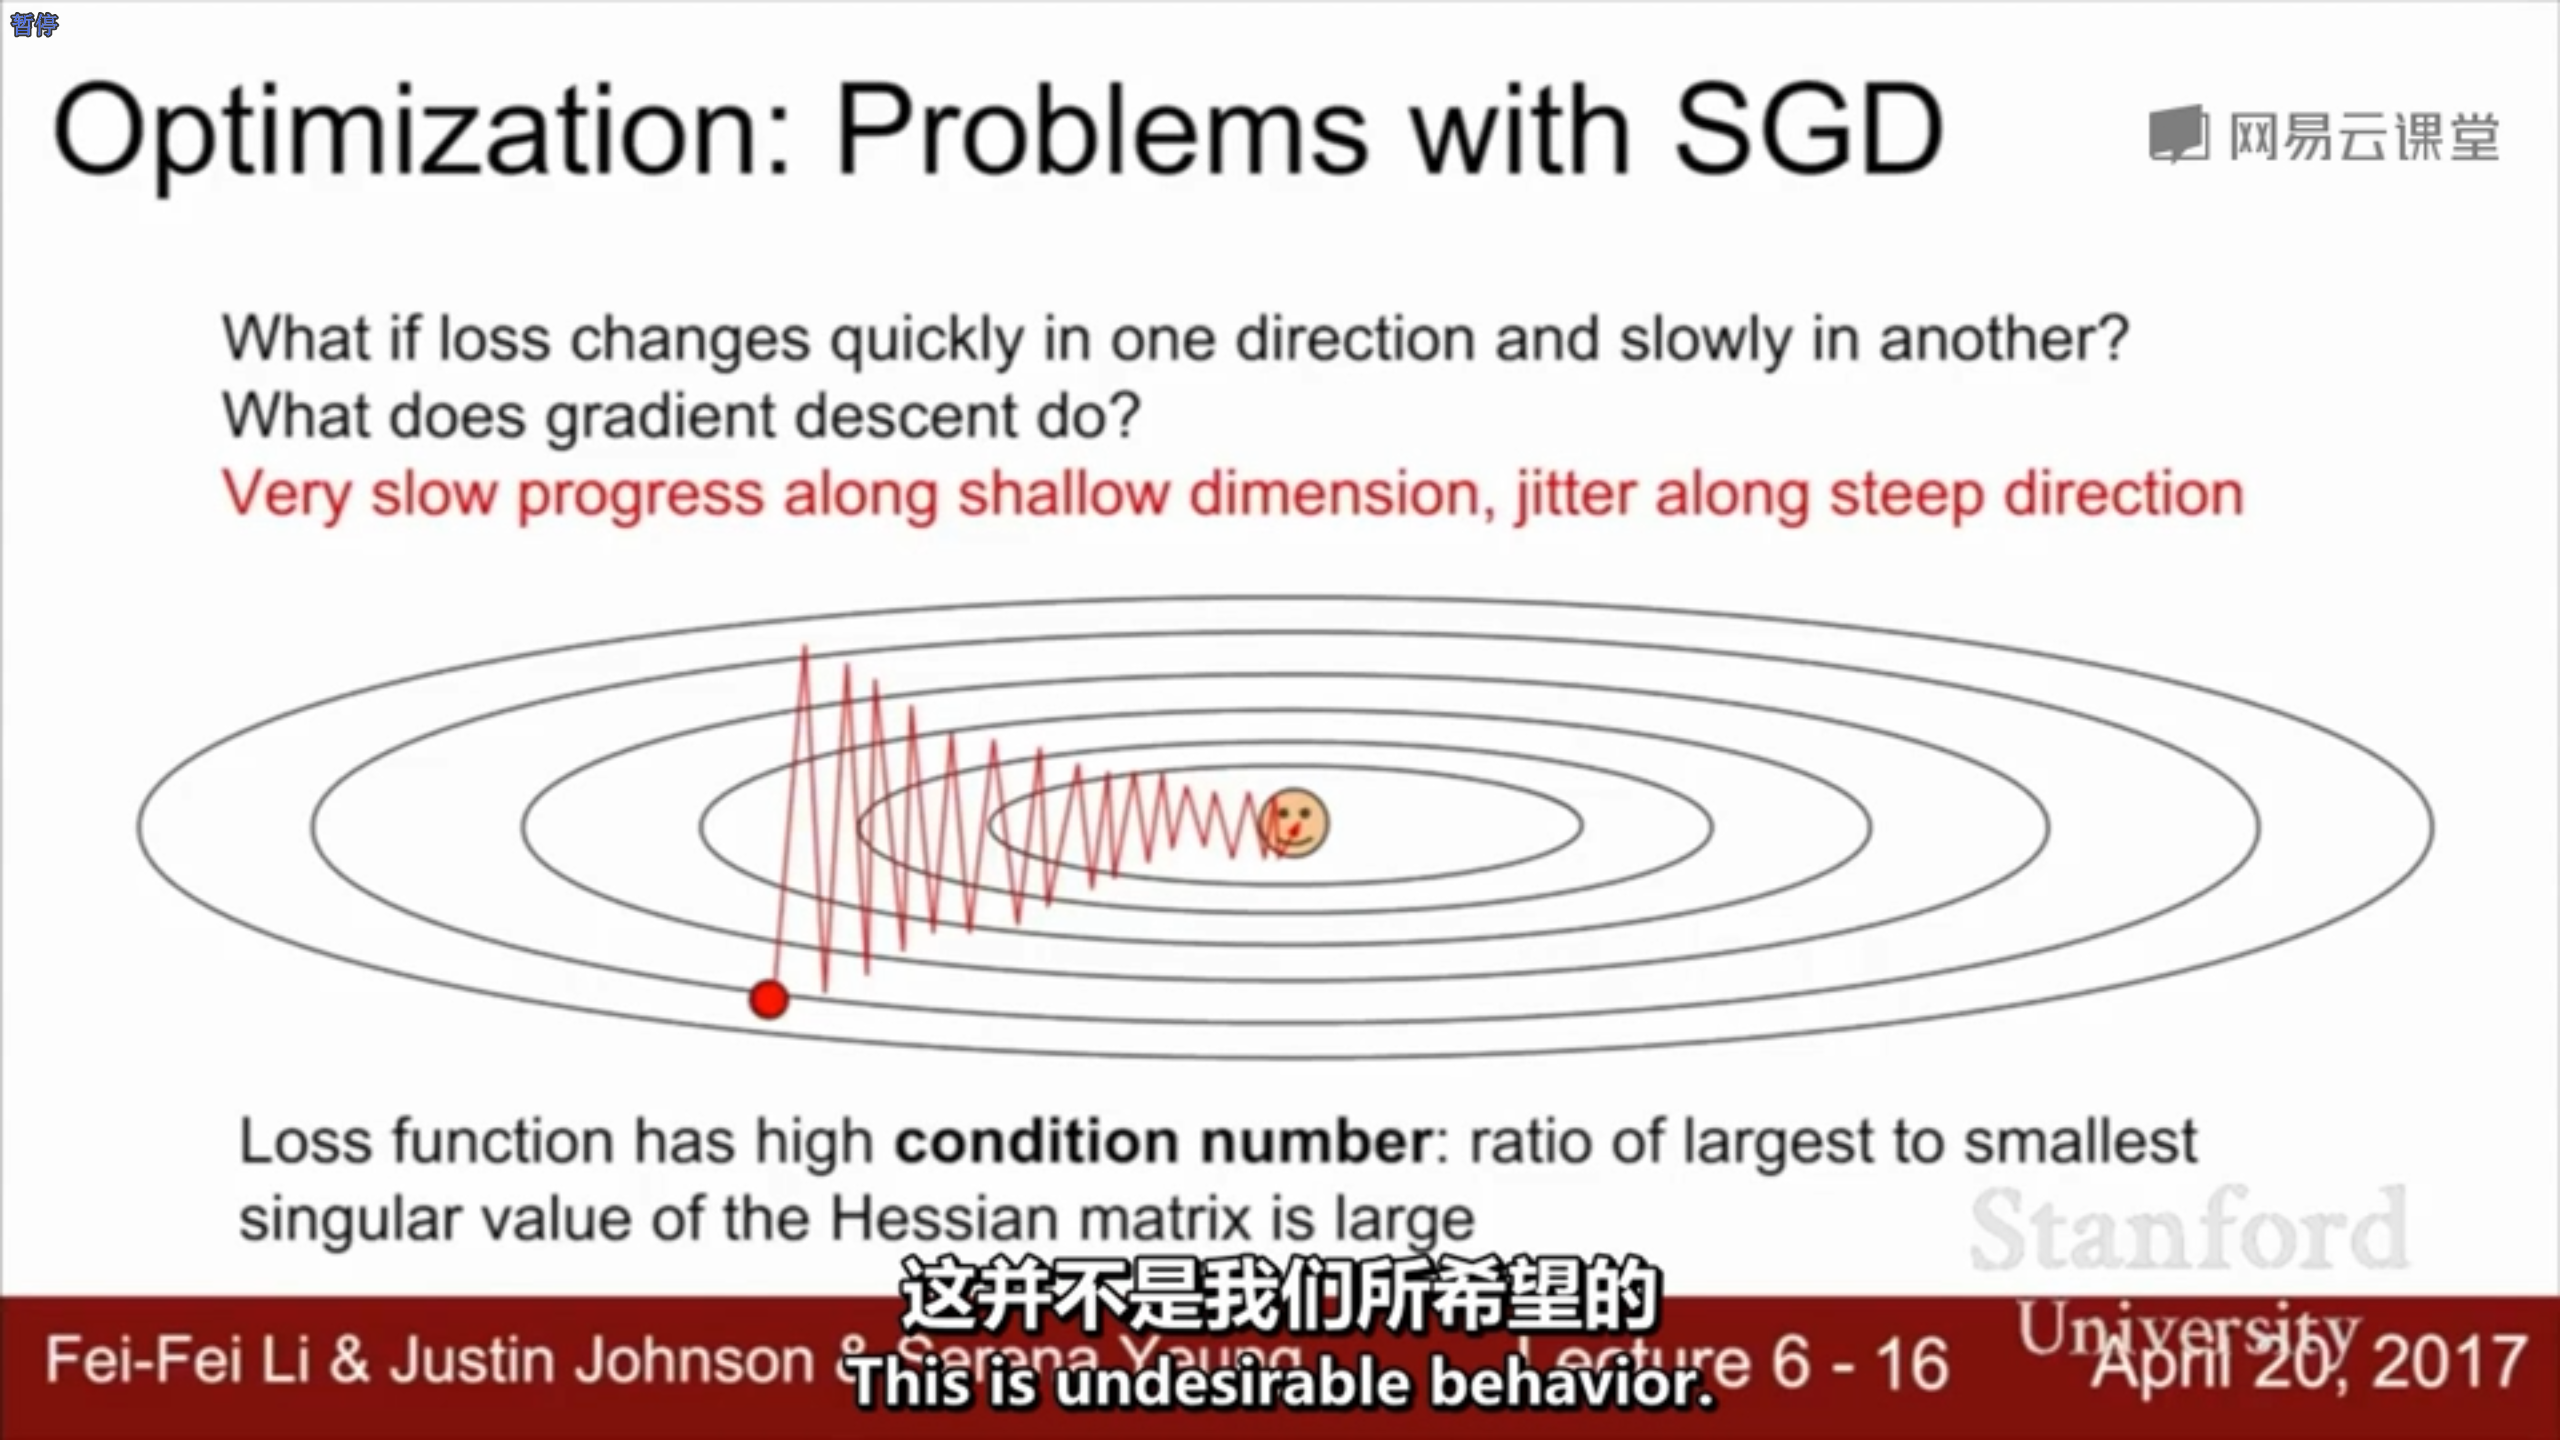 暂停
Optimization: Problems with SGD
网易云课堂
What if loss changes quickly in one direction and slowly in another?
What does gradient descent do?
Very slow progress along shallow dimension, jitter along steep direction
Loss function has high condition number: ratio of largest to smallest
singular value of the Hessian matrix is large
Stanford
University
这并不是我们所希望的
Fei-Fei Li & Justin Johnson & Serena Yeung
Lecture 6 - 16
April 20, 2017
This is undesirable behavior.